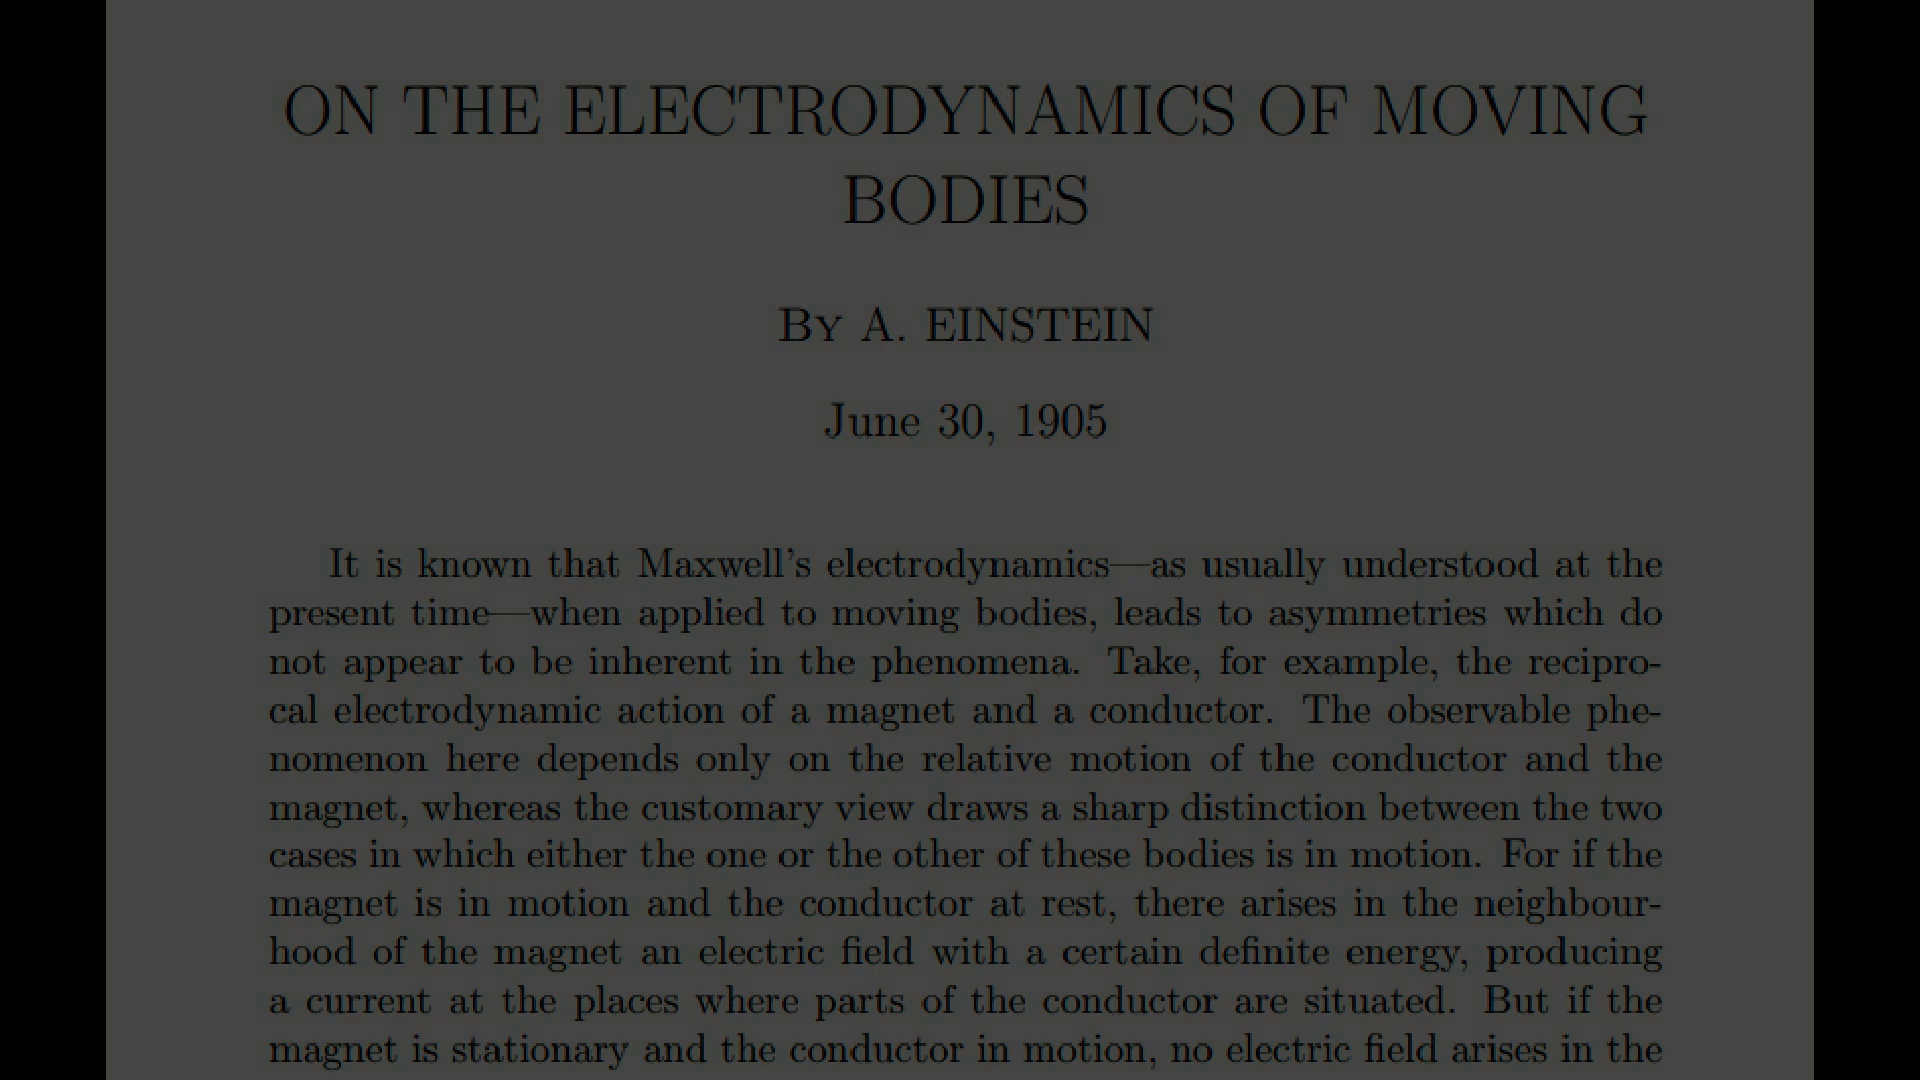 ON THE ELECTRODYNAMICS OF MOVING
BODIES
By A. EINSTEIN
June 30, 1905
It is known that Maxwell's electrodynamics—as usually understood at the
present time—when applied to moving bodies, leads to asymmetries which do
not appear to be inherent in the phenomena. Take, for example, the recipro-
cal electrodynamic action of a magnet and a conductor. The observable phe-
nomenon here depends only on the relative motion of the conductor and the
magnet, whereas the customary view draws a sharp distinction between the two
cases in which either the one or the other of these bodies is in motion. For if the
magnet is in motion and the conductor at rest, there arises in the neighbour-
hood of the magnet an electric field with a certain definite energy, producing
a current at the places where parts of the conductor are situated. But if the
magnet is stationary and the conductor in motion, no electric field arises in the